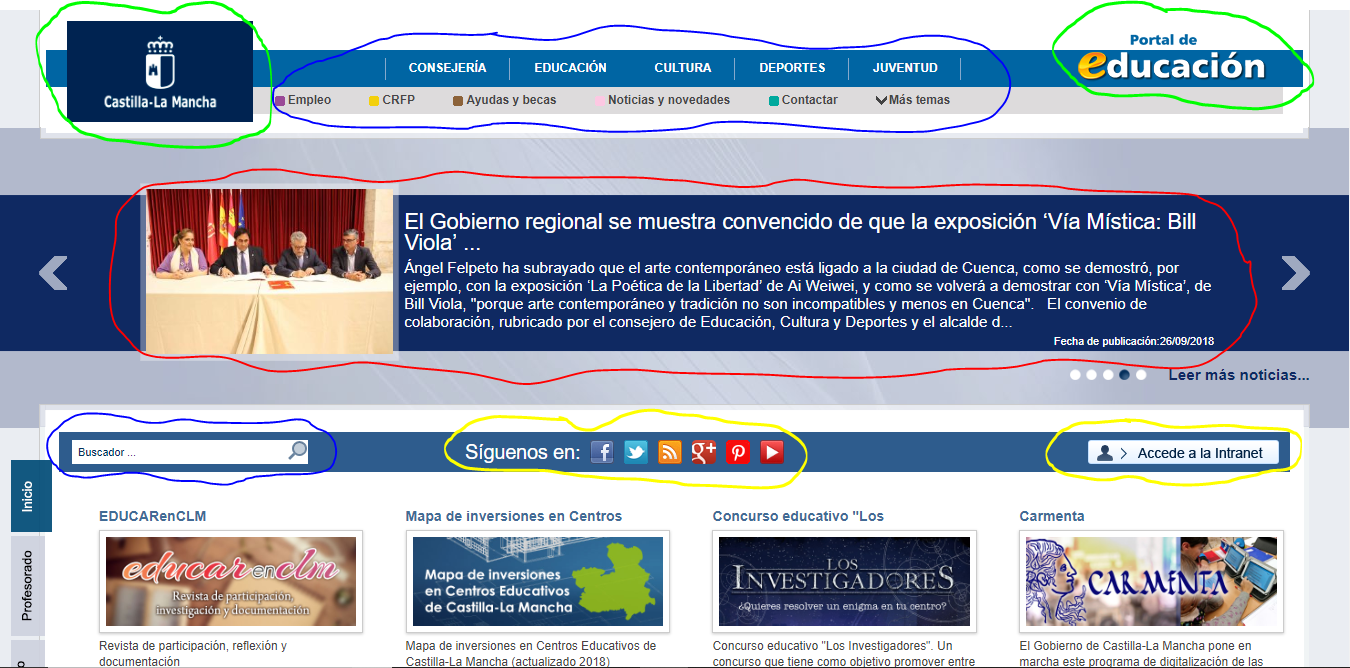 Castilla-La Mancha
CONSEJERÍA EDUCACIÓN CULTURA DEPORTES JUVENTUD
Portal de
educación
Empleo CRFP Ayudas y becas Noticias y novedades Contactar Más temas
El Gobierno regional se muestra convencido de que la exposición ‘Vía Mística: Bill
Viola’ ...
Ángel Felpeto ha subrayado que el arte contemporáneo está ligado a la ciudad de Cuenca, como se demostró, por
ejemplo, con la exposición ‘La Poética de la Libertad’ de Ai Weiwei, y como se volverá a demostrar con ‘Vía Mística’, de
Bill Viola, "porque arte contemporáneo y tradición no son incompatibles y menos en Cuenca". El convenio de
colaboración, rubricado por el consejero de Educación, Cultura y Deportes y el alcalde d...
Fecha de publicación:26/09/2018
Leer más noticias...
Buscador ...
Síguenos en:
Accede a la Intranet
Inicio
Profesorado
EDUCARenCLM
educarenclm
Revista de participación,
investigación y documentación
Revista de participación, reflexión y
documentación
Mapa de inversiones en Centros
Mapa de inversiones
en Centros Educativos
de Castilla-La Mancha
Mapa de inversiones en Centros Educativos de
Castilla-La Mancha (actualizado 2018)
Concurso educativo "Los
LOS
INVESTIGADORES
¿Quieres resolver un enigma en tu centro?
Concurso educativo "Los Investigadores". Un
concurso que tiene como objetivo promover entre
Carmenta
CARMENTA
El Gobierno de Castilla-La Mancha pone en
marcha este programa de digitalización de las